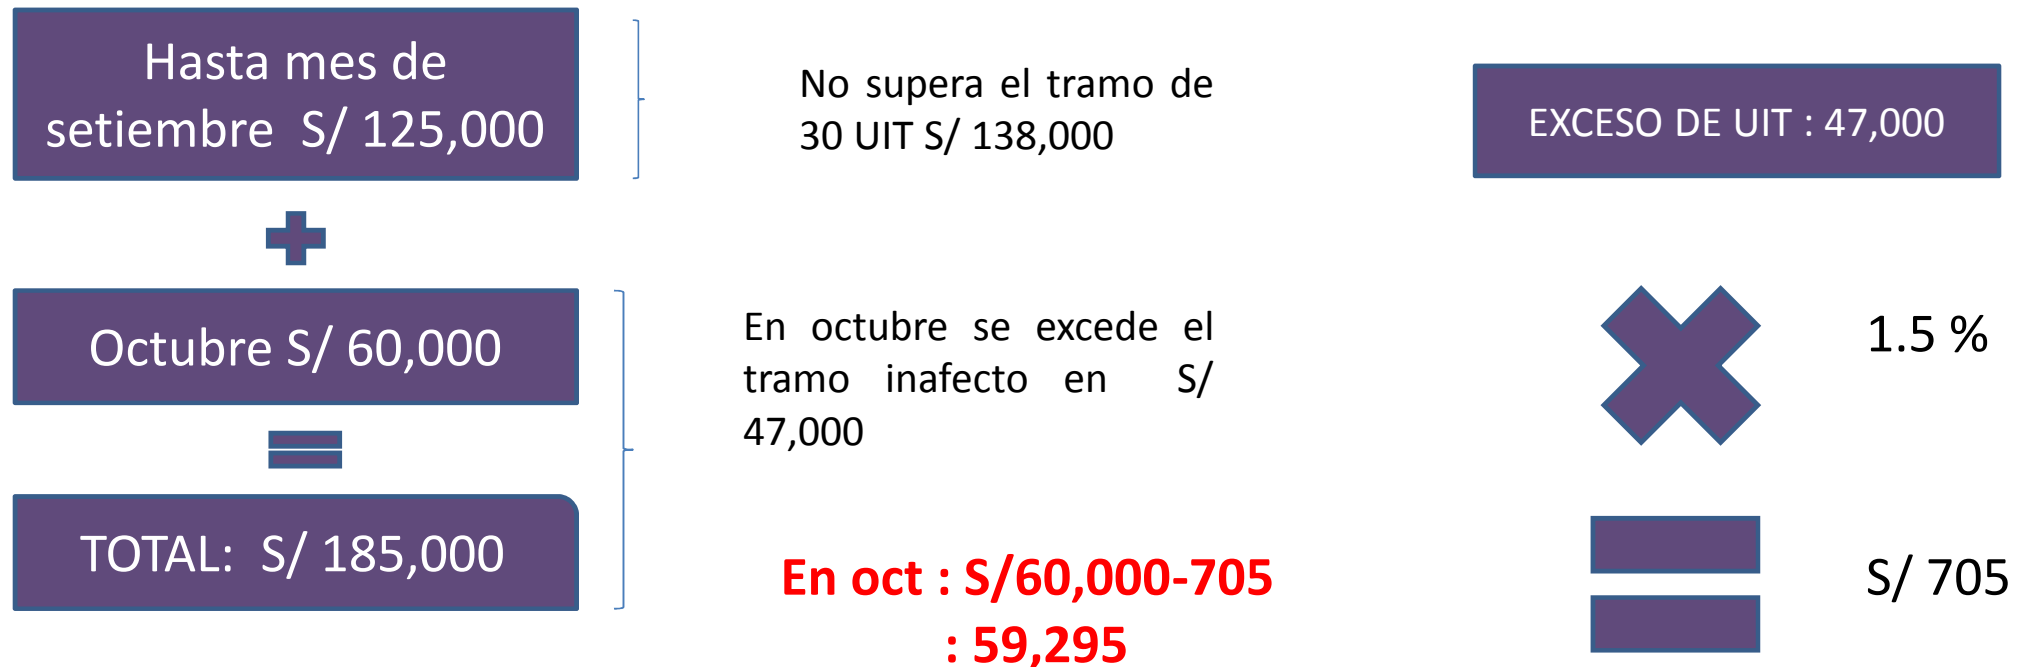 Hasta mes de
setiembre S/ 125,000
No supera el tramo de
30 UIT S/ 138,000
EXCESO DE UIT : 47,000
Octubre S/ 60,000
En octubre se excede el
tramo inafecto en S/
47,000
1.5 %
TOTAL: S/ 185,000
En oct : S/60,000-705
: 59,295
S/ 705